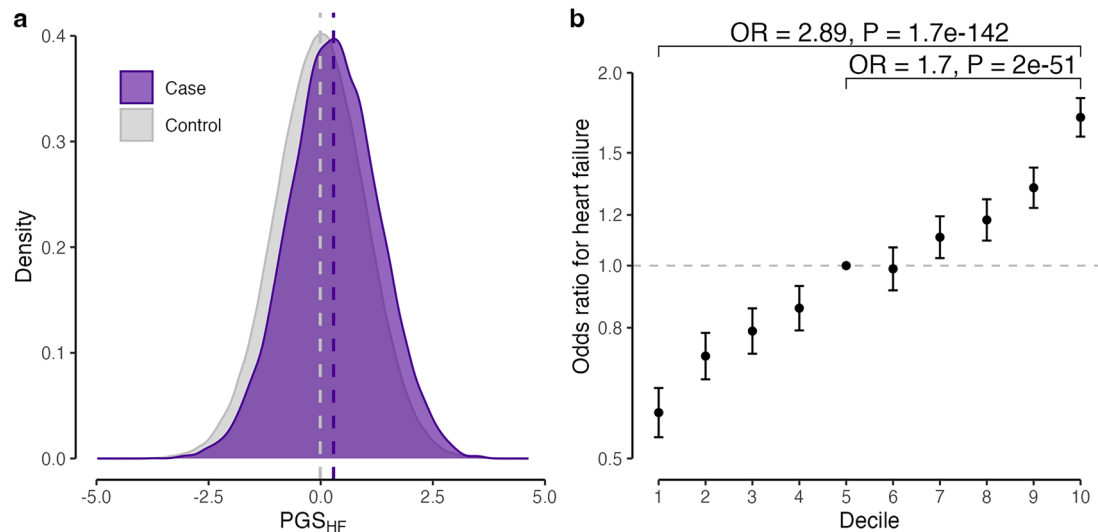 a
0.4
0.3
0.2
0.1
0.0
Density
Case
Control
-5.0 -2.5 0.0 2.5 5.0
PGS_HF
b
OR = 2.89, P = 1.7e-142
OR = 1.7, P = 2e-51
2.0
1.5
1.2
1.0
0.8
0.5
Odds ratio for heart failure
1 2 3 4 5 6 7 8 9 10
Decile